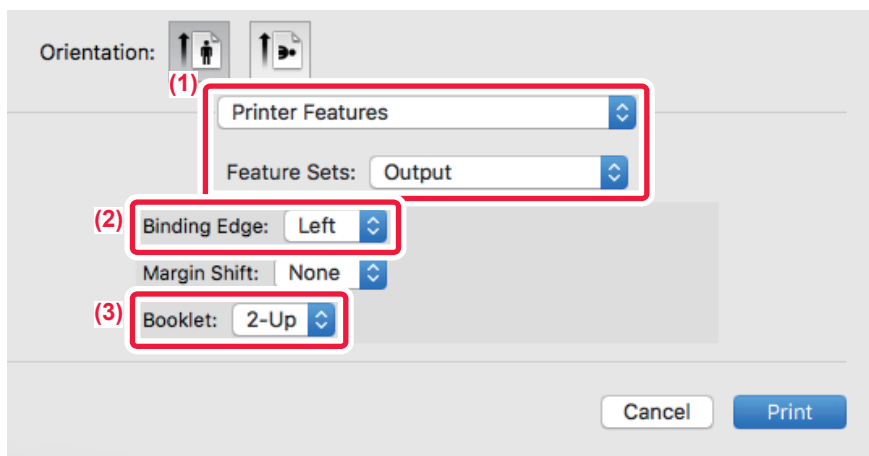 Orientation:
(1)
Printer Features
Feature Sets: Output
(2) Binding Edge: Left
Margin Shift: None
(3) Booklet: 2-Up
Cancel Print